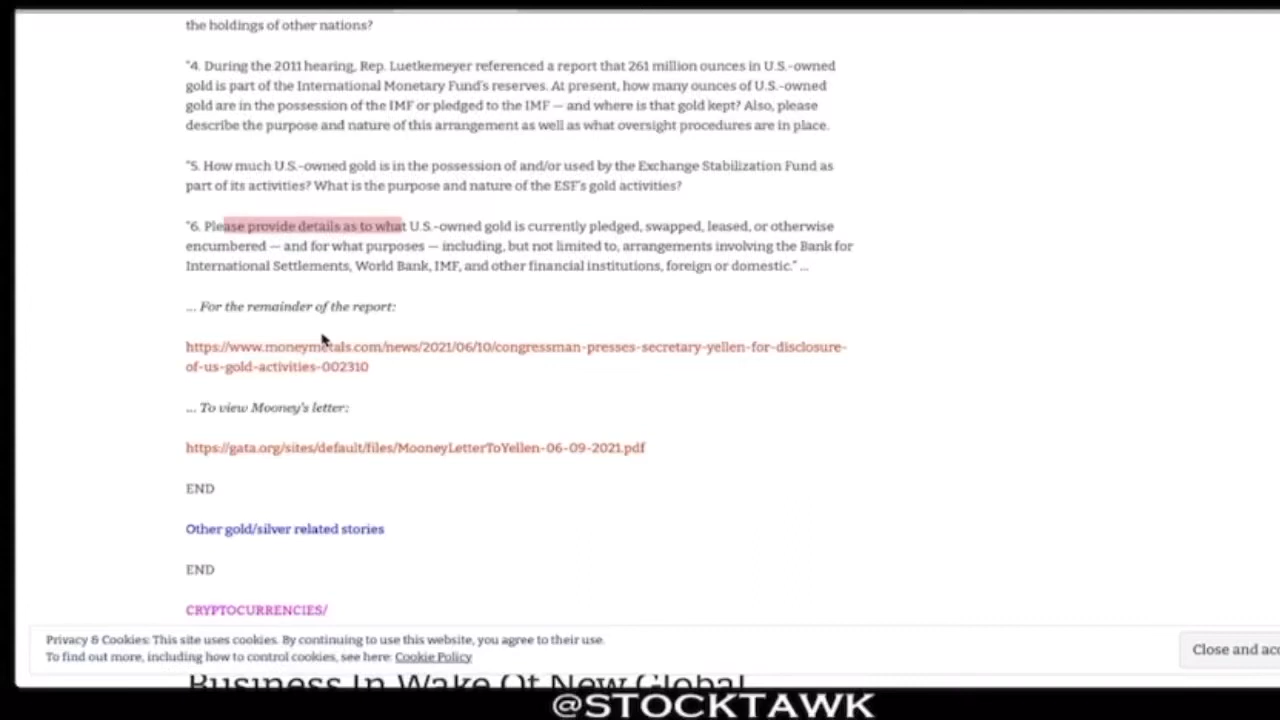 the holdings of other nations?
"4. During the 2011 hearing, Rep. Luetkemeyer referenced a report that 261 million ounces in U.S.-owned
gold is part of the International Monetary Fund's reserves. At present, how many ounces of U.S.-owned
gold are in the possession of the IMF or pledged to the IMF — and where is that gold kept? Also, please
describe the purpose and nature of this arrangement as well as what oversight procedures are in place.
"5. How much U.S.-owned gold is in the possession of and/or used by the Exchange Stabilization Fund as
part of its activities? What is the purpose and nature of the ESF's gold activities?
"6. Please provide details as to what U.S.-owned gold is currently pledged, swapped, leased, or otherwise
encumbered — and for what purposes — including, but not limited to, arrangements involving the Bank for
International Settlements, World Bank, IMF, and other financial institutions, foreign or domestic." ...
... For the remainder of the report:
https://www.moneymetals.com/news/2021/06/10/congressman-presses-secretary-yellen-for-disclosure-
of-us-gold-activities-002310
... To view Mooney's letter:
https://gata.org/sites/default/files/MooneyLetterToYellen-06-09-2021.pdf
END
Other gold/silver related stories
END
CRYPTOCURRENCIES/
Privacy & Cookies: This site uses cookies. By continuing to use this website, you agree to their use.
To find out more, including how to control cookies, see here: Cookie Policy
Close and acc
Business In Wake Of New Global
@STOCKTAWK